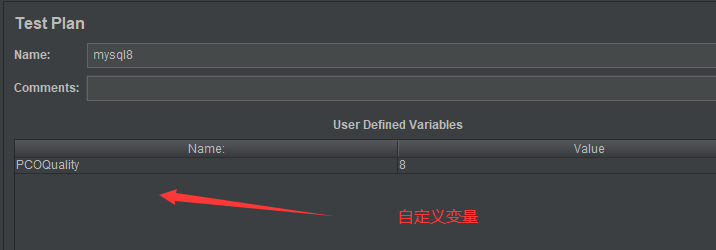 Test Plan
Name: mysql8
Comments:
User Defined Variables
Name: Value
PCOQuality 8
自定义变量